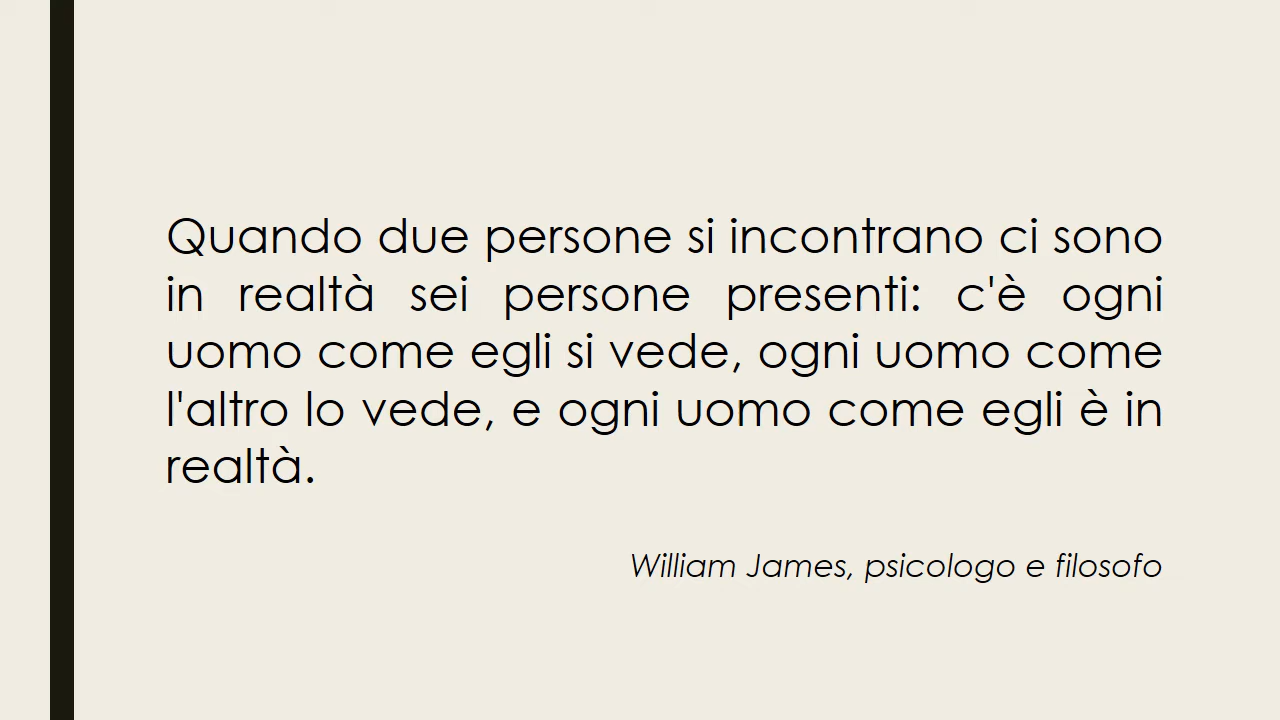 Quando due persone si incontrano ci sono
in realtà sei persone presenti: c'è ogni
uomo come egli si vede, ogni uomo come
l'altro lo vede, e ogni uomo come egli è in
realtà.
William James, psicologo e filosofo